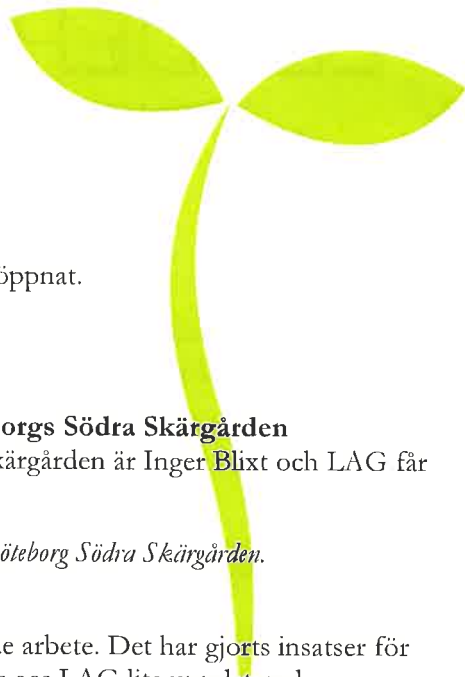 öppnat.
orgs Södra Skärgården
kärgården är Inger Blixt och LAG får
öteborg Södra Skärgården.
e arbete. Det har gjorts insatser för